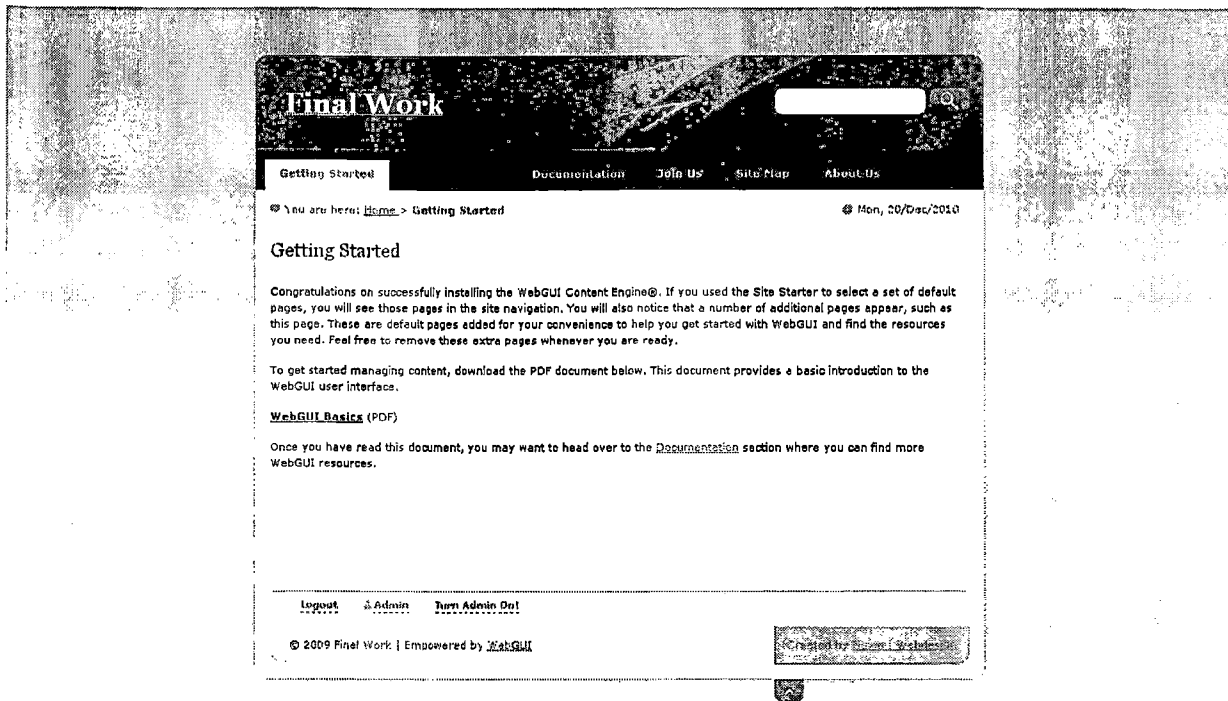 Final Work
Getting Started Documentation Join Us Site Map About Us
You are here: Home > Getting Started Mon, 20/Dec/2010
Getting Started
Congratulations on successfully installing the WebGUI Content Engine®. If you used the Site Starter to select a set of default
pages, you will see those pages in the site navigation. You will also notice that a number of additional pages appear, such as
this page. These are default pages added for your convenience to help you get started with WebGUI and find the resources
you need. Feel free to remove these extra pages whenever you are ready.
To get started managing content, download the PDF document below. This document provides a basic introduction to the
WebGUI user interface.
WebGUI Basics (PDF)
Once you have read this document, you may want to head over to the Documentation section where you can find more
WebGUI resources.
Logout Admin Turn Admin On!
© 2009 Final Work | Empowered by WebGUI
Created by